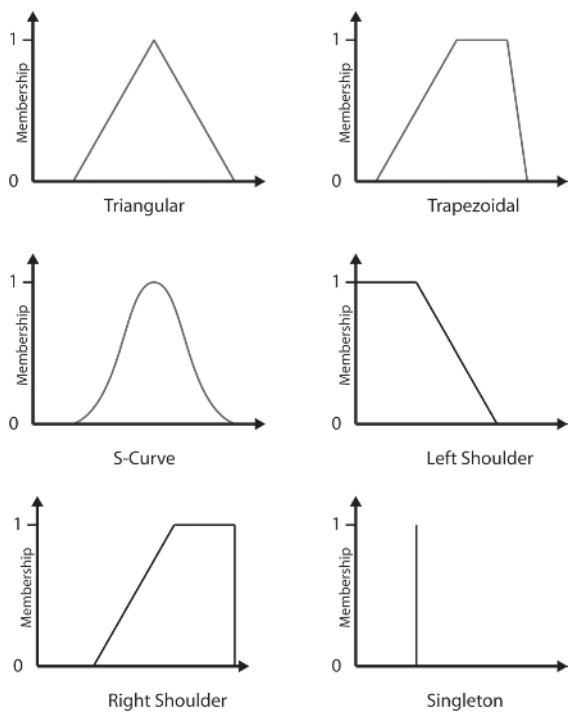 1
Membership
0
Triangular
1
Membership
0
Trapezoidal
1
Membership
0
S-Curve
1
Membership
0
Left Shoulder
1
Membership
0
Right Shoulder
1
Membership
0
Singleton